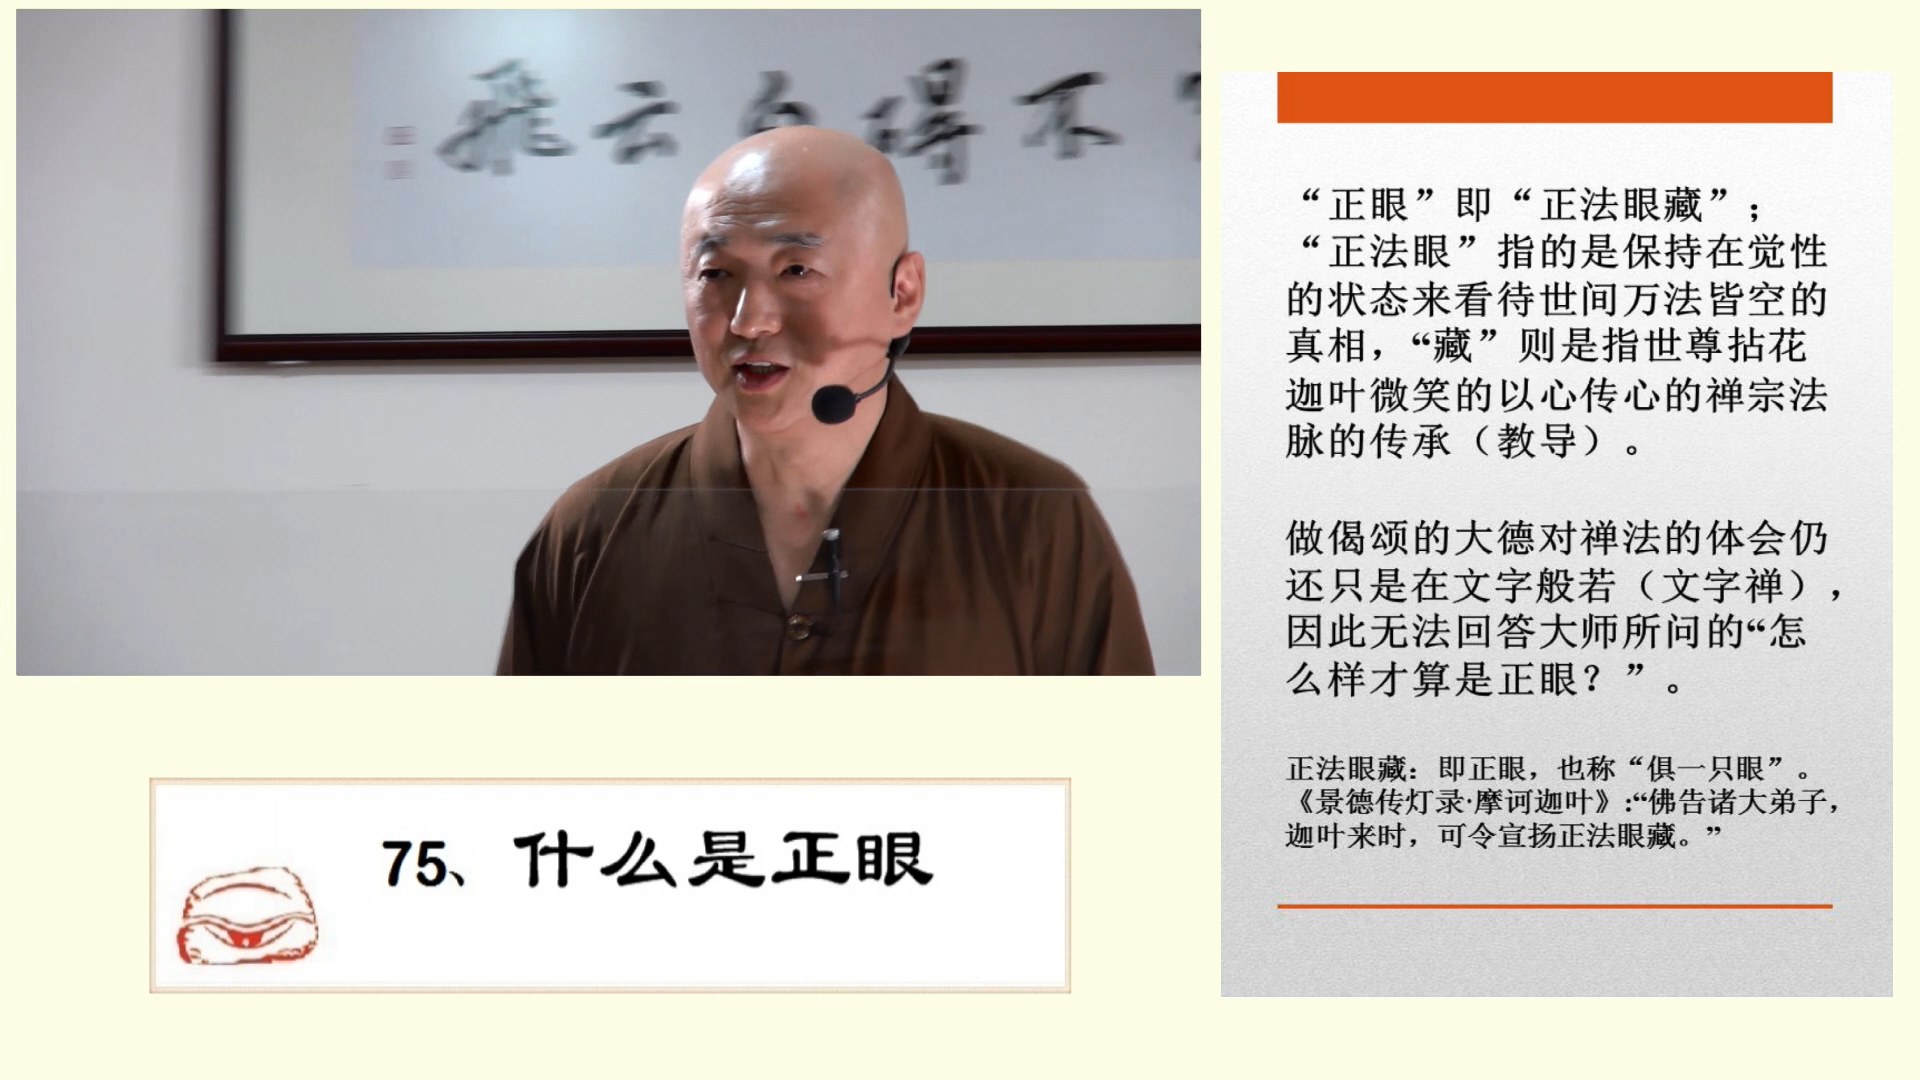 飛云白碍不
“正眼”即“正法眼藏”；
“正法眼”指的是保持在觉性
的状态来看待世间万法皆空的
真相，“藏”则是指世尊拈花
迦叶微笑的以心传心的禅宗法
脉的传承（教导）。
做偈颂的大德对禅法的体会仍
还只是在文字般若（文字禅），
因此无法回答大师所问的“怎
么样才算是正眼？”。
正法眼藏：即正眼，也称“俱一只眼”。
《景德传灯录·摩诃迦叶》:“佛告诸大弟子，
迦叶来时，可令宣扬正法眼藏。”
75、什么是正眼